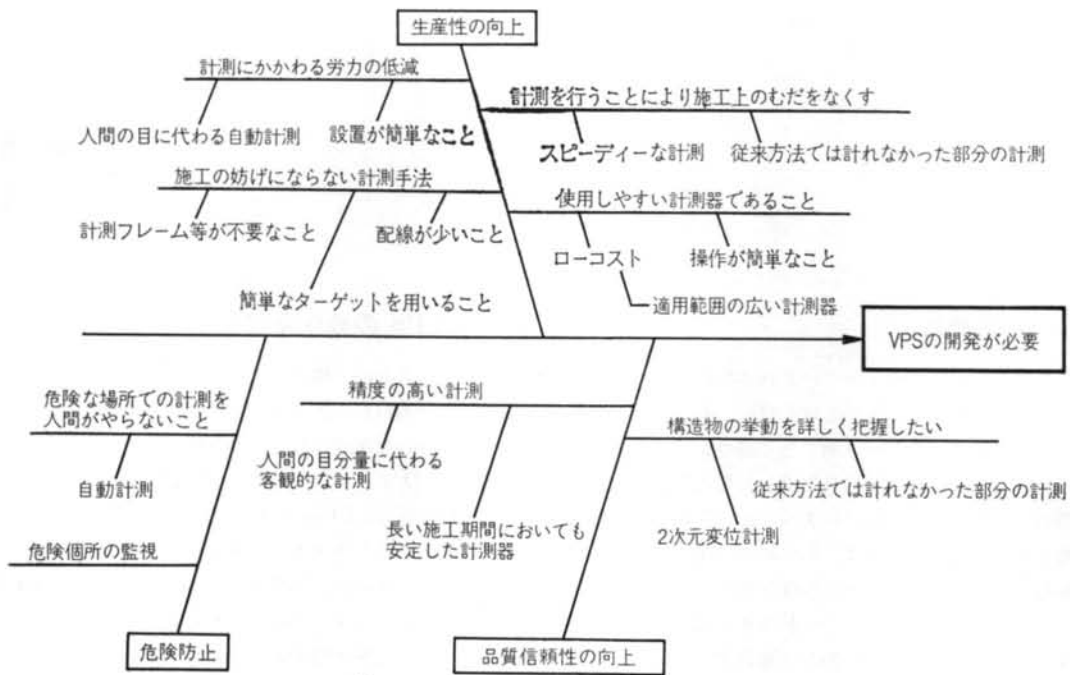 生産性の向上
計測にかかわる労力の低減
人間の目に代わる自動計測
設置が簡単なこと
計測を行うことにより施工上のむだをなくす
スピーディーな計測
従来方法では計れなかった部分の計測
施工の妨げにならない計測手法
計測フレーム等が不要なこと
配線が少いこと
簡単なターゲットを用いること
使用しやすい計測器であること
ローコスト
操作が簡単なこと
適用範囲の広い計測器
VPSの開発が必要
危険な場所での計測を
人間がやらないこと
自動計測
危険個所の監視
危険防止
精度の高い計測
人間の目分量に代わる
客観的な計測
長い施工期間においても
安定した計測器
構造物の挙動を詳しく把握したい
従来方法では計れなかった部分の計測
2次元変位計測
品質信頼性の向上